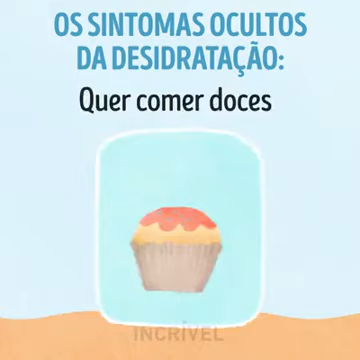 OS SINTOMAS OCULTOS
DA DESIDRATAÇÃO:
Quer comer doces
INCRÍVEL